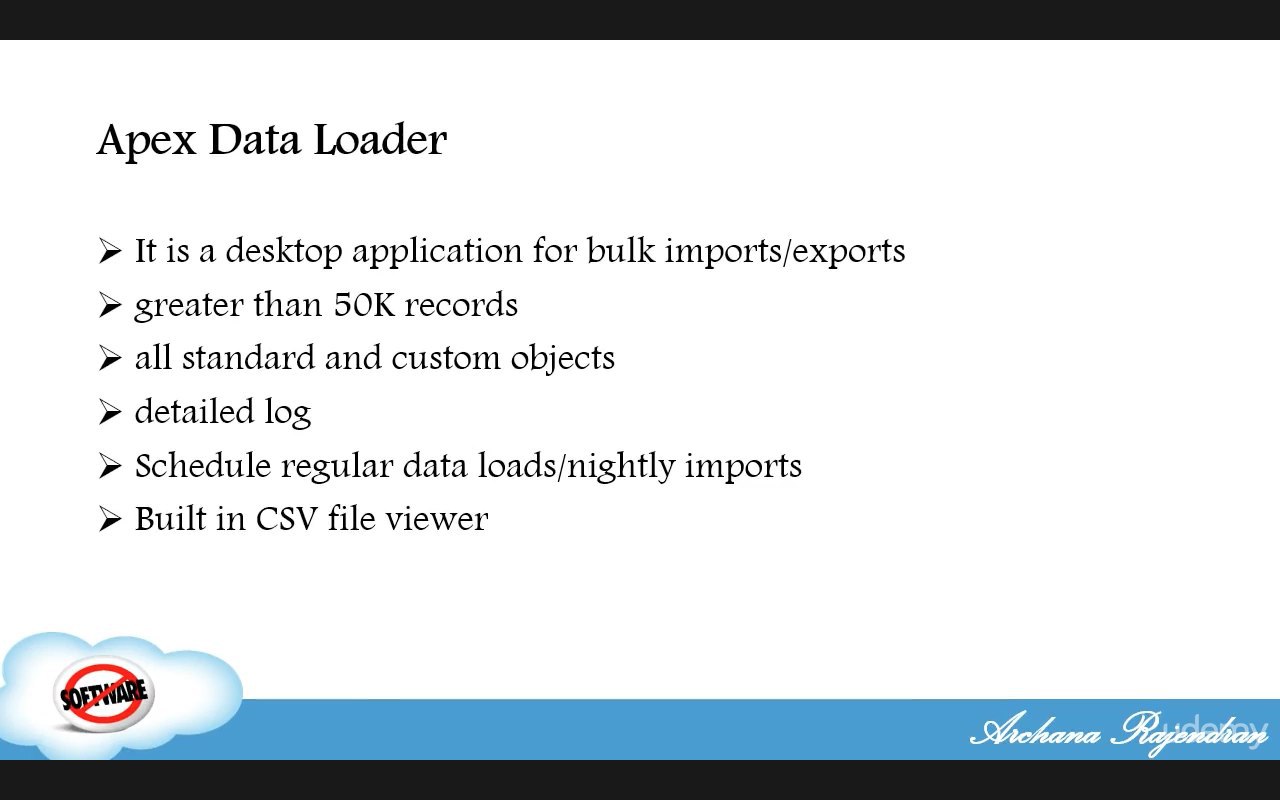 Apex Data Loader
It is a desktop application for bulk imports/exports
greater than 50K records
all standard and custom objects
detailed log
Schedule regular data loads/nightly imports
Built in CSV file viewer
SOFTWARE
Archana Rajendran
udemy